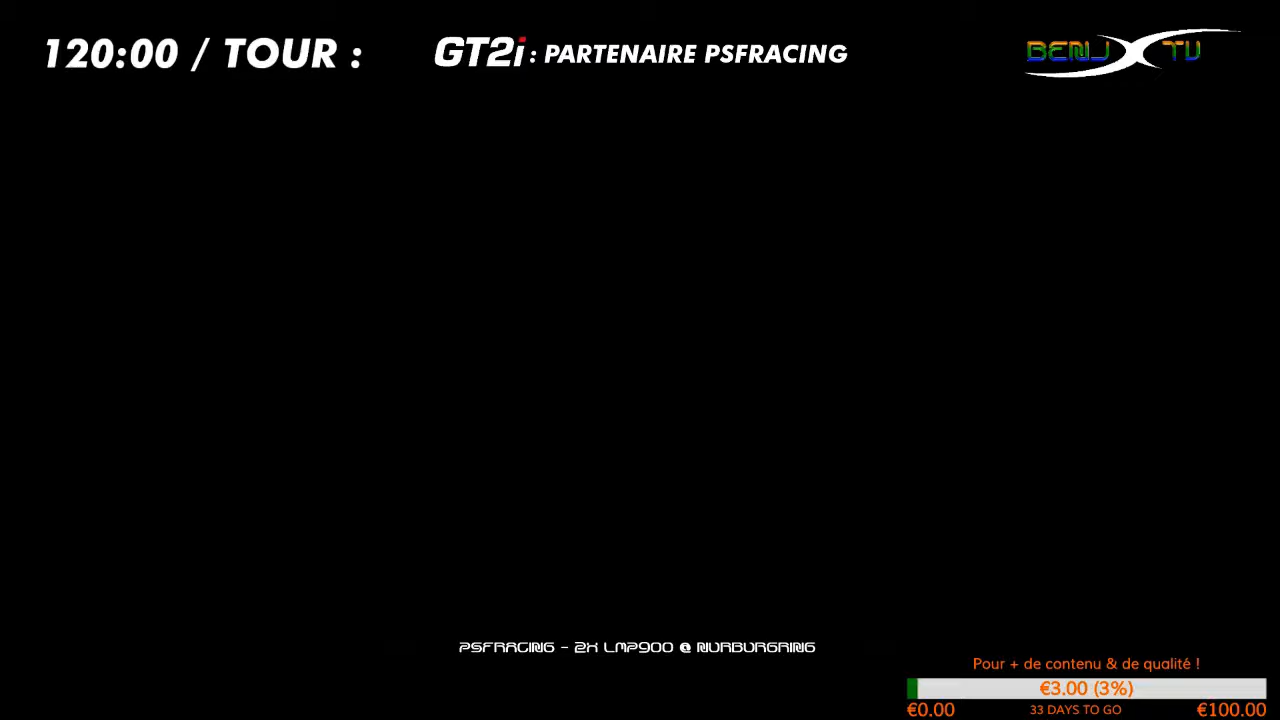 120:00 / TOUR :
GT2i : PARTENAIRE PSFRACING
BENJ X TV
PSFRACING - 2H LMP900 @ NURBURGRING
Pour + de contenu & de qualité !
€3.00 (3%)
€0.00 33 DAYS TO GO €100.00